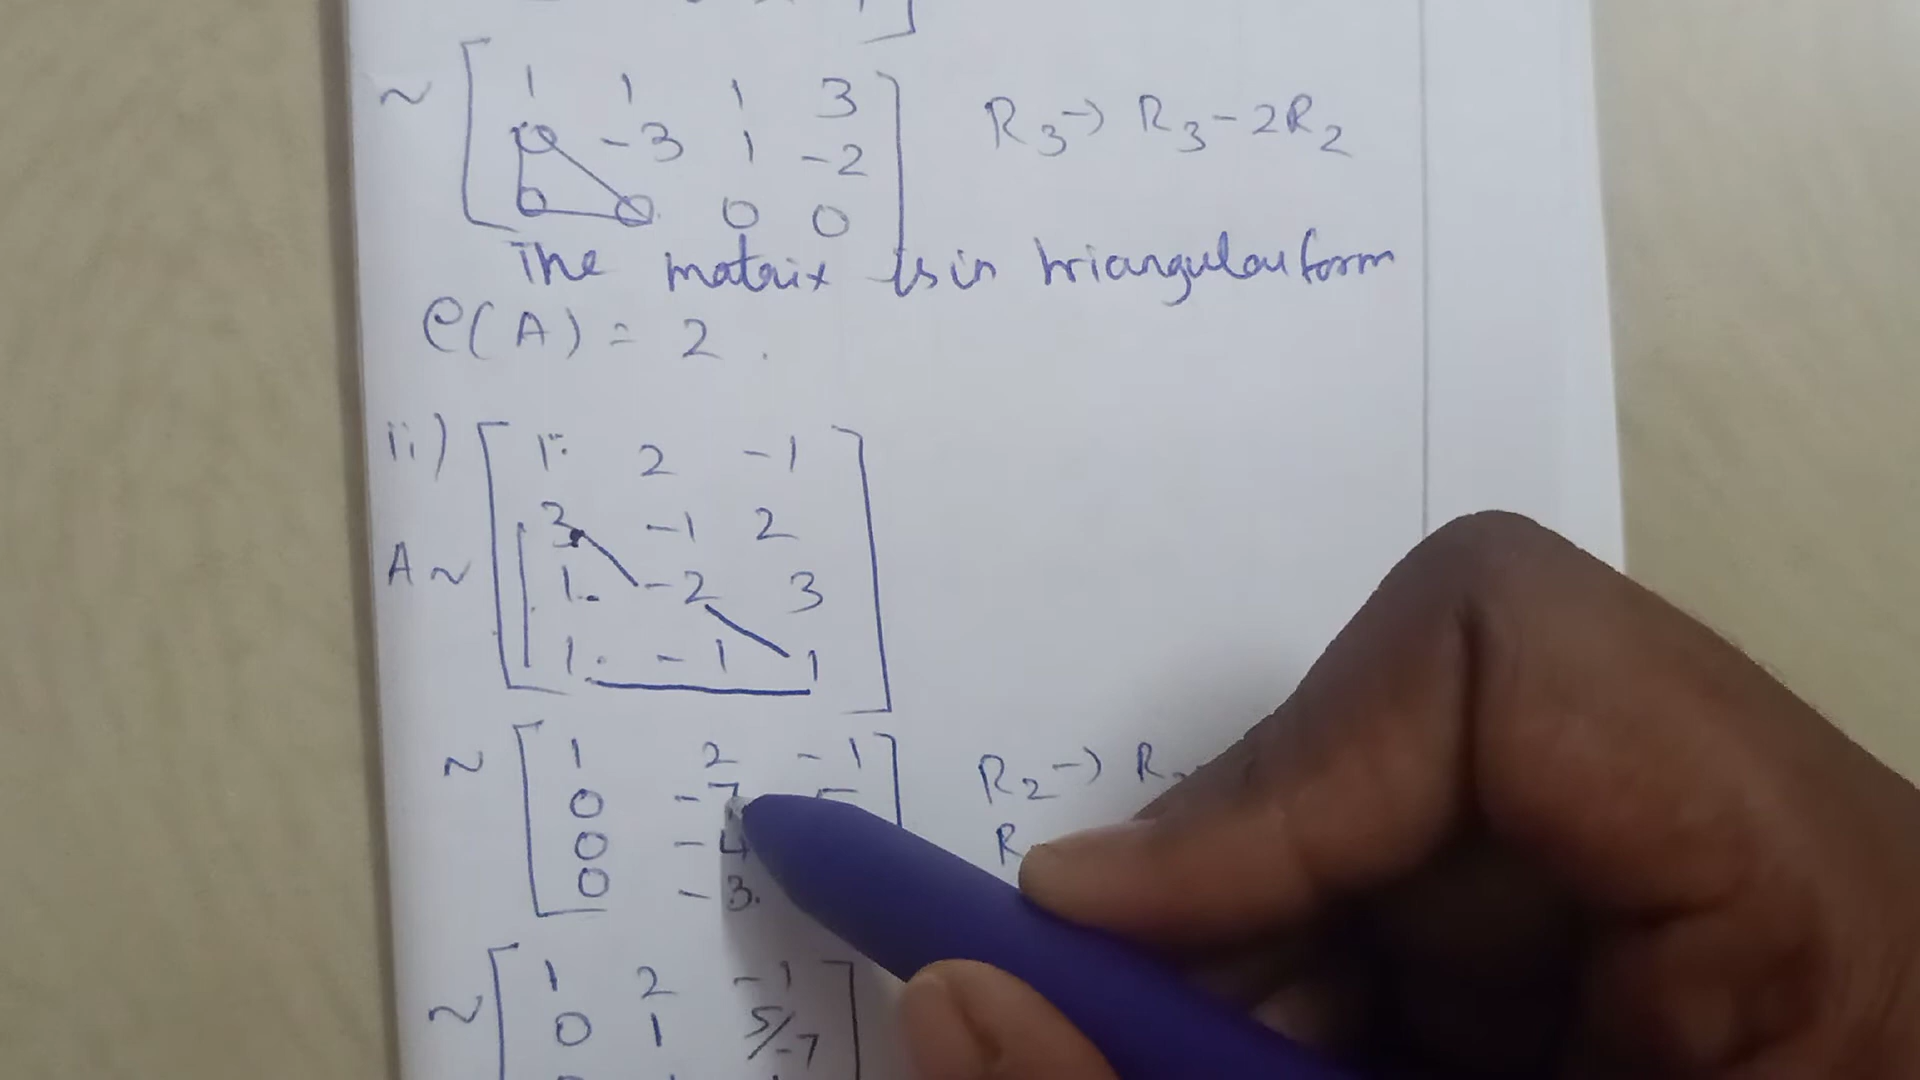 ~ [ 1 1 1 3 ] R3 → R3 - 2R2
0 -3 1 -2
0 0 0 0
The matrix is in triangular form
ρ(A) = 2 .
ii) [ 1 2 -1
3 -1 2
A ~ 1 -2 3
1 -1 1 ]
~ [ 1 2 -1 ] R2 → R
0 -7 5 R
0 -4
0 -3
~ [ 1 2 -1
0 1 5/-7